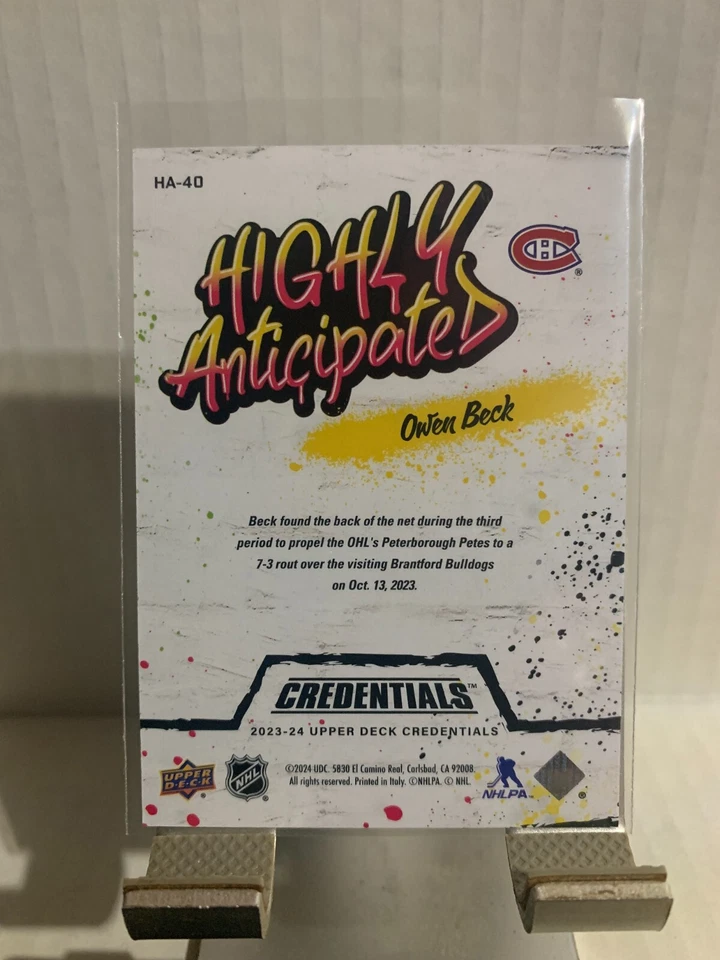 HA-40
HIGHLY
Anticipated
Owen Beck
Beck found the back of the net during the third
period to propel the OHL's Peterborough Petes to a
7-3 rout over the visiting Brantford Bulldogs
on Oct. 13, 2023.
CREDENTIALS™
2023-24 UPPER DECK CREDENTIALS
UPPER
D·E·C·K
NHL
©2024 UDC. 5830 El Camino Real, Carlsbad, CA 92008.
All rights reserved. Printed in Italy. ©NHLPA. © NHL.
NHLPA